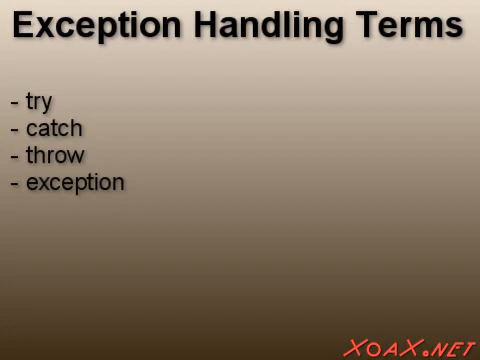 Exception Handling Terms
- try
- catch
- throw
- exception
XOAX.NET